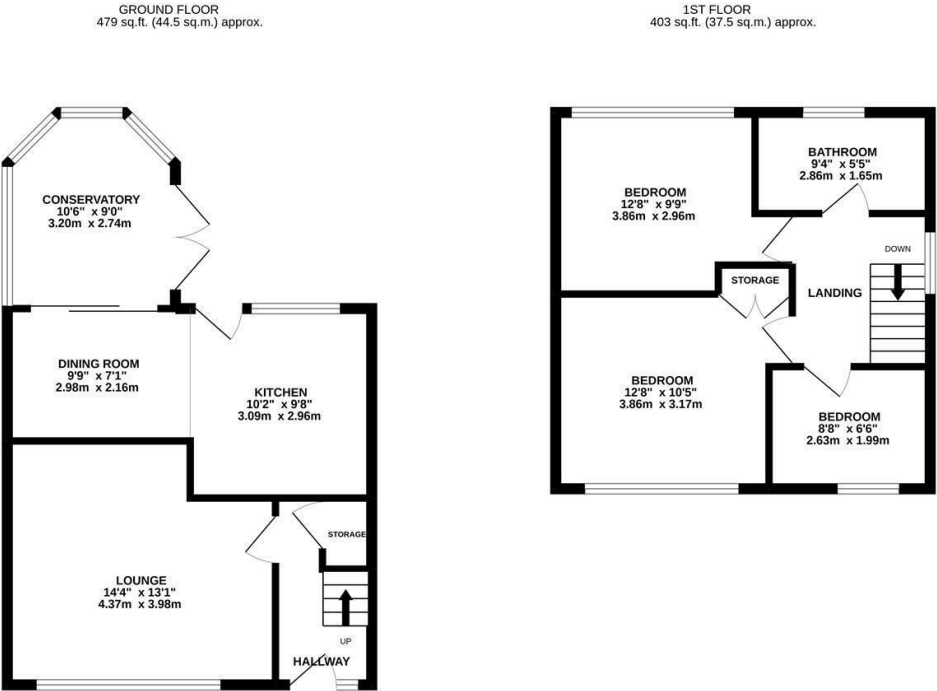 GROUND FLOOR
479 sq.ft. (44.5 sq.m.) approx.
1ST FLOOR
403 sq.ft. (37.5 sq.m.) approx.
CONSERVATORY
10'6" x 9'0"
3.20m x 2.74m
DINING ROOM
9'9" x 7'1"
2.98m x 2.16m
KITCHEN
10'2" x 9'8"
3.09m x 2.96m
STORAGE
LOUNGE
14'4" x 13'1"
4.37m x 3.98m
UP
HALLWAY
BATHROOM
9'4" x 5'5"
2.86m x 1.65m
BEDROOM
12'8" x 9'9"
3.86m x 2.96m
DOWN
STORAGE
LANDING
BEDROOM
12'8" x 10'5"
3.86m x 3.17m
BEDROOM
8'8" x 6'6"
2.63m x 1.99m